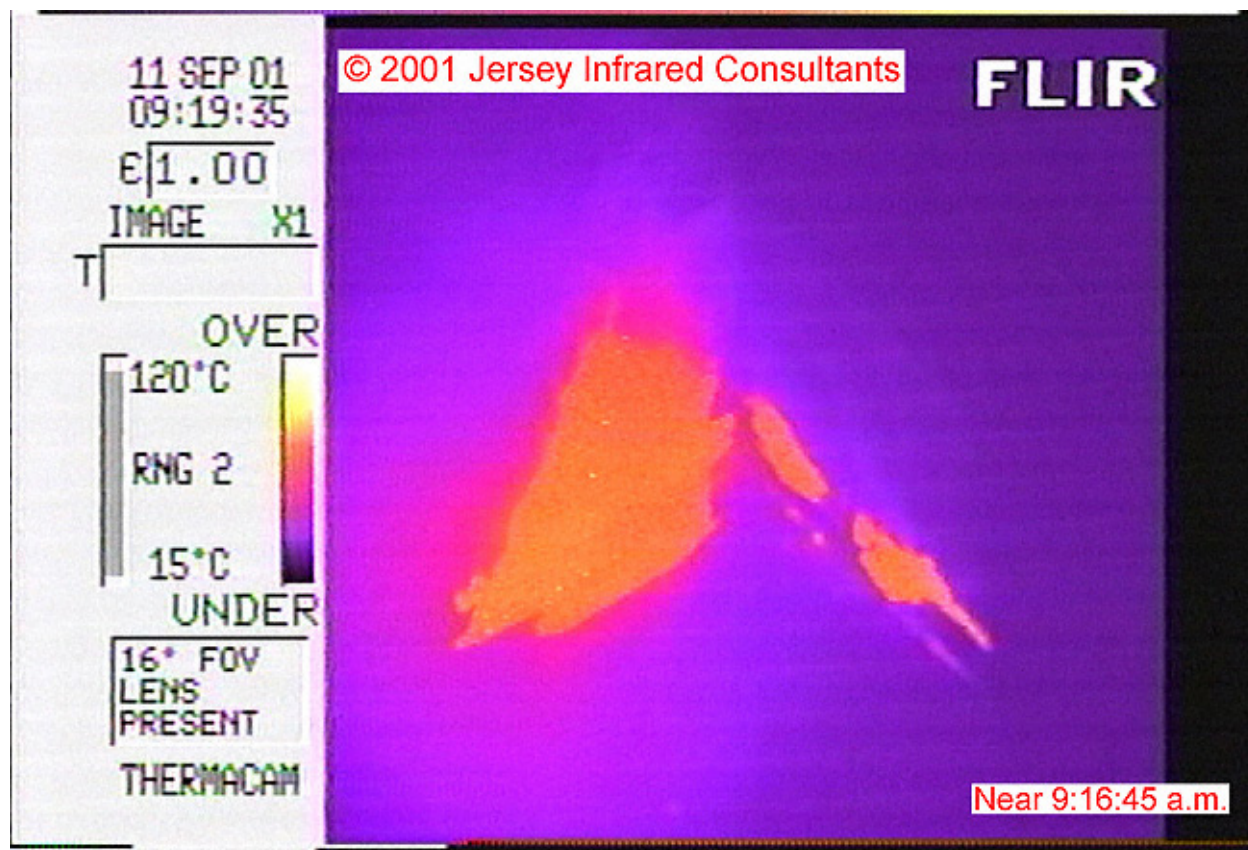 11 SEP 01
09:19:35
ε 1.00
IMAGE X1
T
OVER
120°C
RNG 2
15°C
UNDER
16° FOV
LENS
PRESENT
THERMACAM
© 2001 Jersey Infrared Consultants
FLIR
Near 9:16:45 a.m.